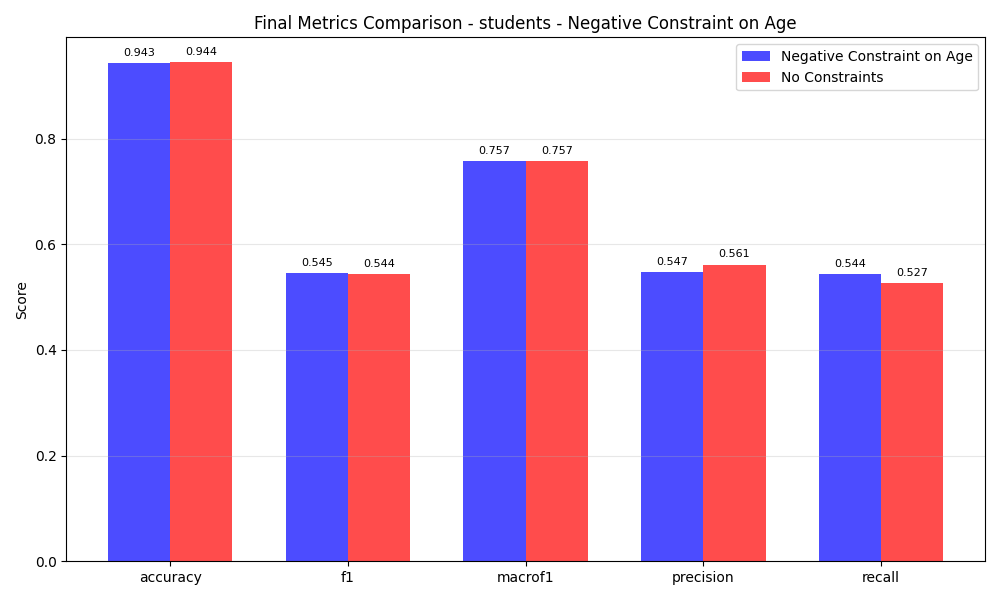 Final Metrics Comparison - students - Negative Constraint on Age
Negative Constraint on Age
No Constraints
Score
0.8
0.6
0.4
0.2
0.0
0.943
0.944
0.545
0.544
0.757
0.757
0.547
0.561
0.544
0.527
accuracy
f1
macrof1
precision
recall